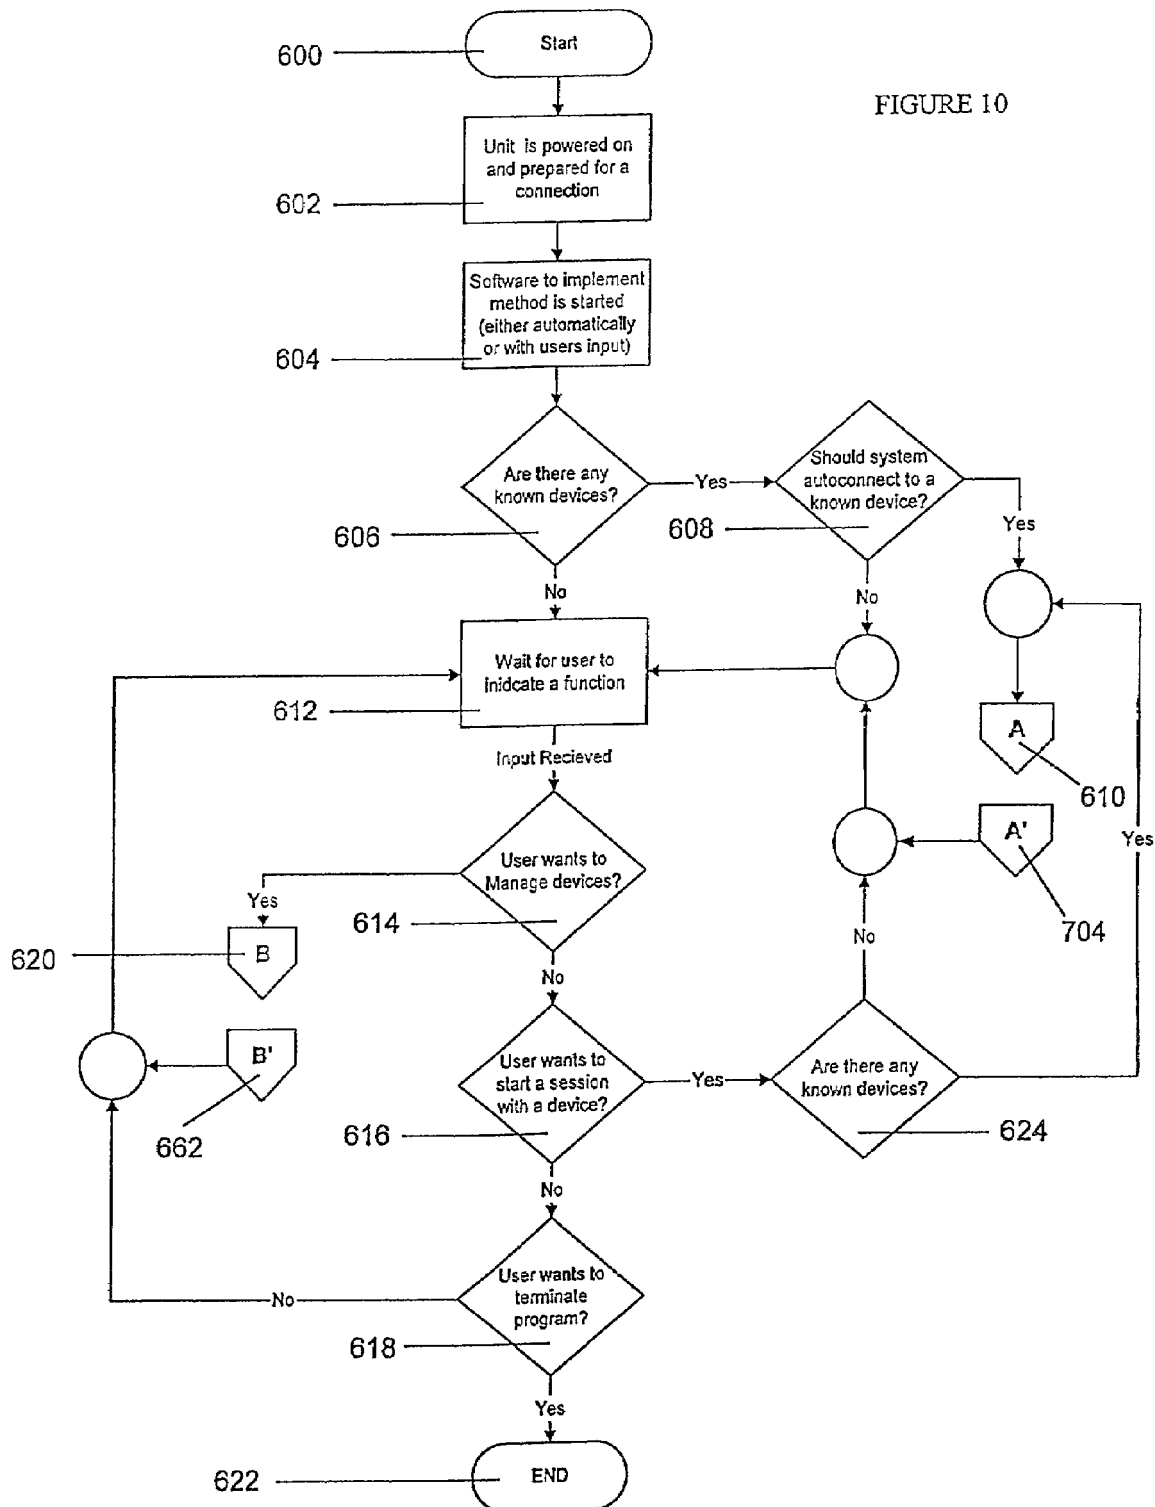 Start
600
FIGURE 10
Unit is powered on
and prepared for a
connection
602
Software to implement
method is started
(either automatically
or with users input)
604
Are there any
known devices?
606
Yes
Should system
autoconnect to a
known device?
608
Yes
No
No
Wait for user to
inidcate a function
612
A
610
Input Recieved
A'
704
Yes
User wants to
Manage devices?
614
Yes
B
620
No
No
B'
662
User wants to
start a session
with a device?
616
Yes
Are there any
known devices?
624
No
User wants to
terminate
program?
618
No
Yes
END
622